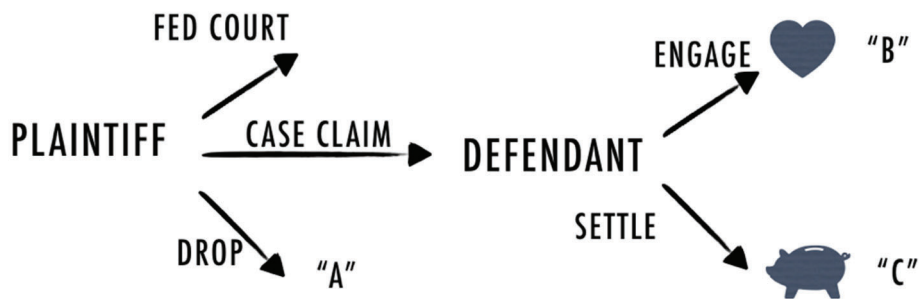 FED COURT
ENGAGE
"B"
PLAINTIFF
CASE CLAIM
DEFENDANT
SETTLE
DROP
"A"
"C"